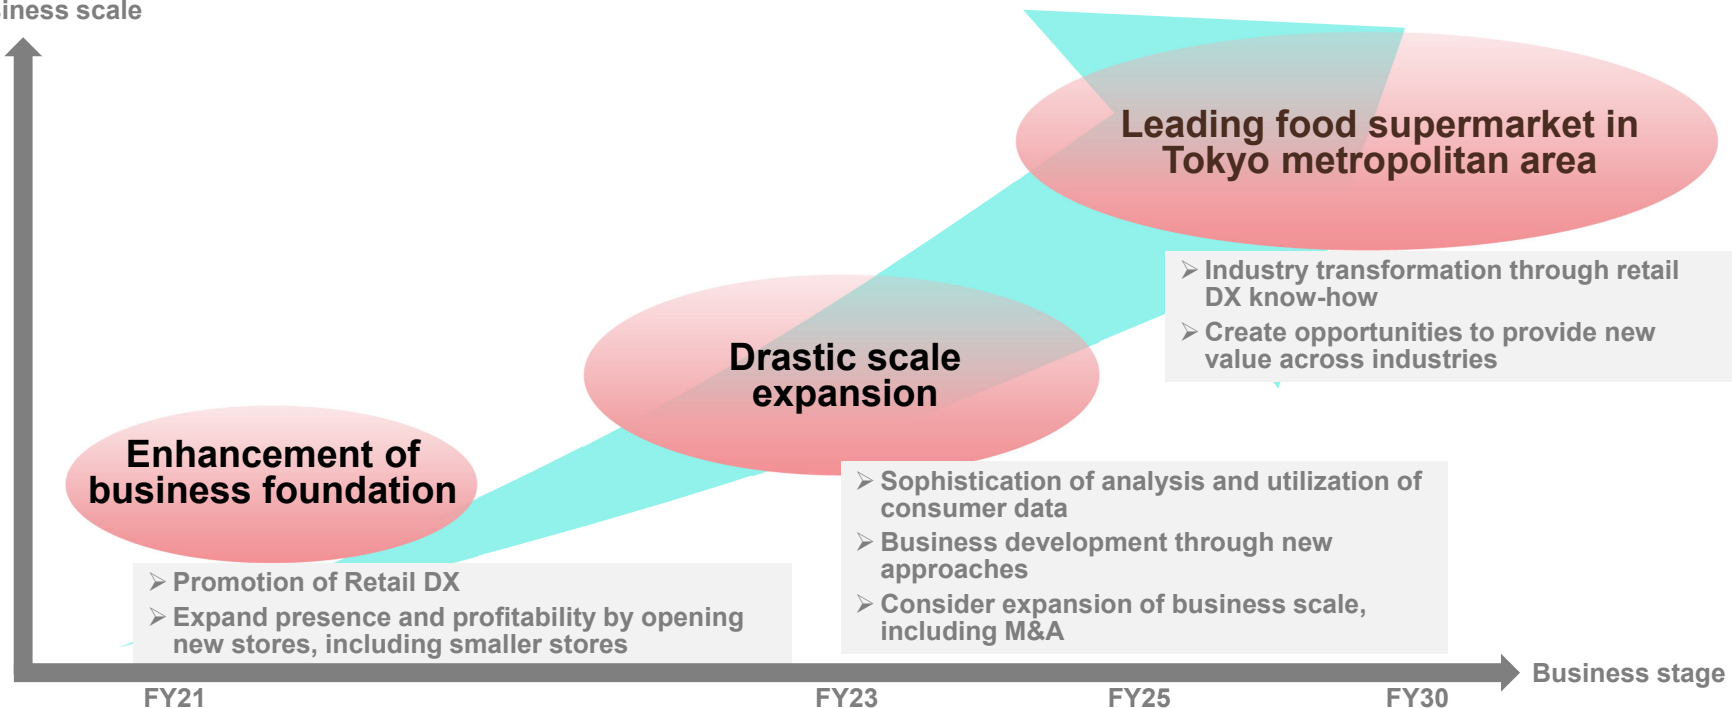 iness scale
Leading food supermarket in
Tokyo metropolitan area
➢ Industry transformation through retail
DX know-how
➢ Create opportunities to provide new
value across industries
Drastic scale
expansion
➢ Sophistication of analysis and utilization of
consumer data
➢ Business development through new
approaches
➢ Consider expansion of business scale,
including M&A
Enhancement of
business foundation
➢ Promotion of Retail DX
➢ Expand presence and profitability by opening
new stores, including smaller stores
Business stage
FY21
FY23
FY25
FY30